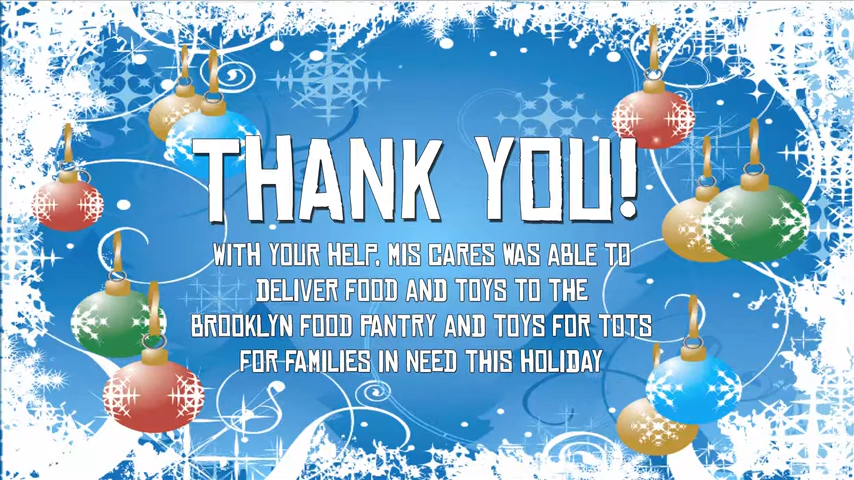 THANK YOU!
WITH YOUR HELP, MIS CARES WAS ABLE TO
DELIVER FOOD AND TOYS TO THE
BROOKLYN FOOD PANTRY AND TOYS FOR TOTS
FOR FAMILIES IN NEED THIS HOLIDAY